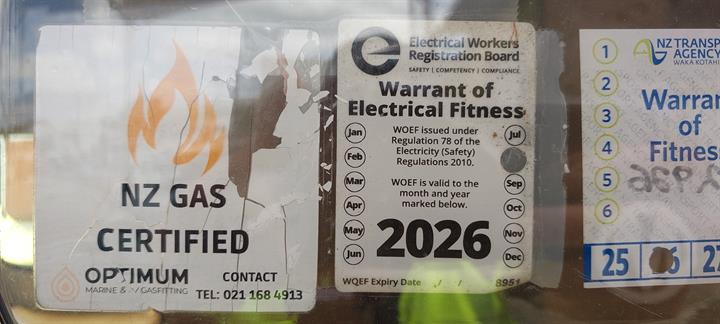 NZ GAS
CERTIFIED
OPTIMUM
MARINE & GASFITTING
CONTACT
TEL: 021 168 4913
Electrical Workers
Registration Board
SAFETY | COMPETENCY | COMPLIANCE
Warrant of
Electrical Fitness
Jan
Feb
Mar
Apr
May
Jun
WOEF issued under
Regulation 78 of the
Electricity (Safety)
Regulations 2010.
WOEF is valid to the
month and year
marked below.
2026
Jul
Sep
Oct
Nov
Dec
WOEF Expiry Date / / 8951
1
2
3
4
5
6
NZ TRANSP
AGENCY
WAKA KOTAHI
Warran
of
Fitness
25 6 27